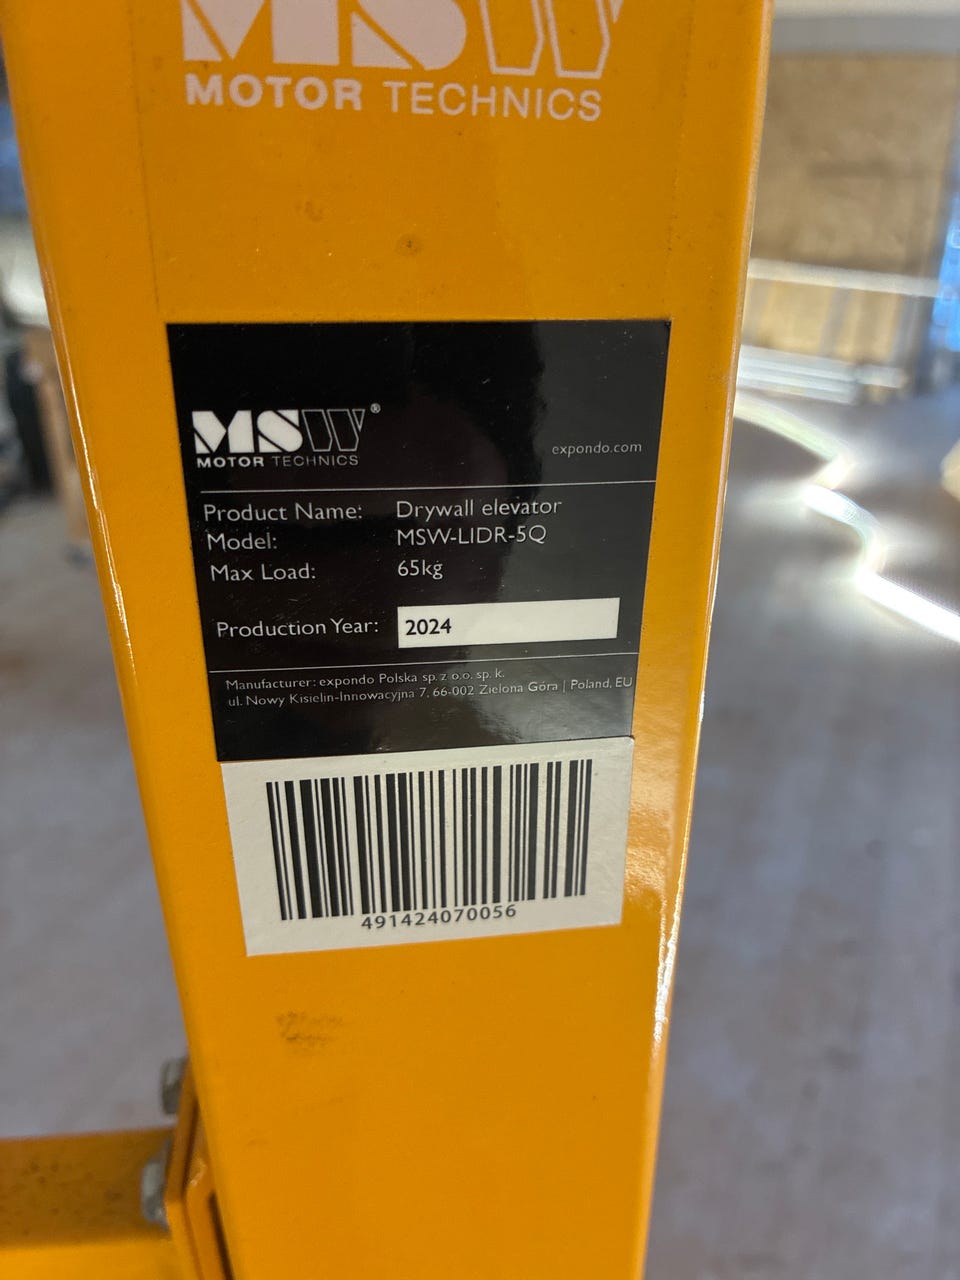 MSW
MOTOR TECHNICS
MSW®
MOTOR TECHNICS
expondo.com
Product Name: Drywall elevator
Model: MSW-LIDR-5Q
Max Load: 65kg
Production Year: 2024
Manufacturer: expondo Polska sp. z o.o. sp. k.
ul. Nowy Kisielin-Innowacyjna 7, 66-002 Zielona Góra | Poland, EU
491424070056